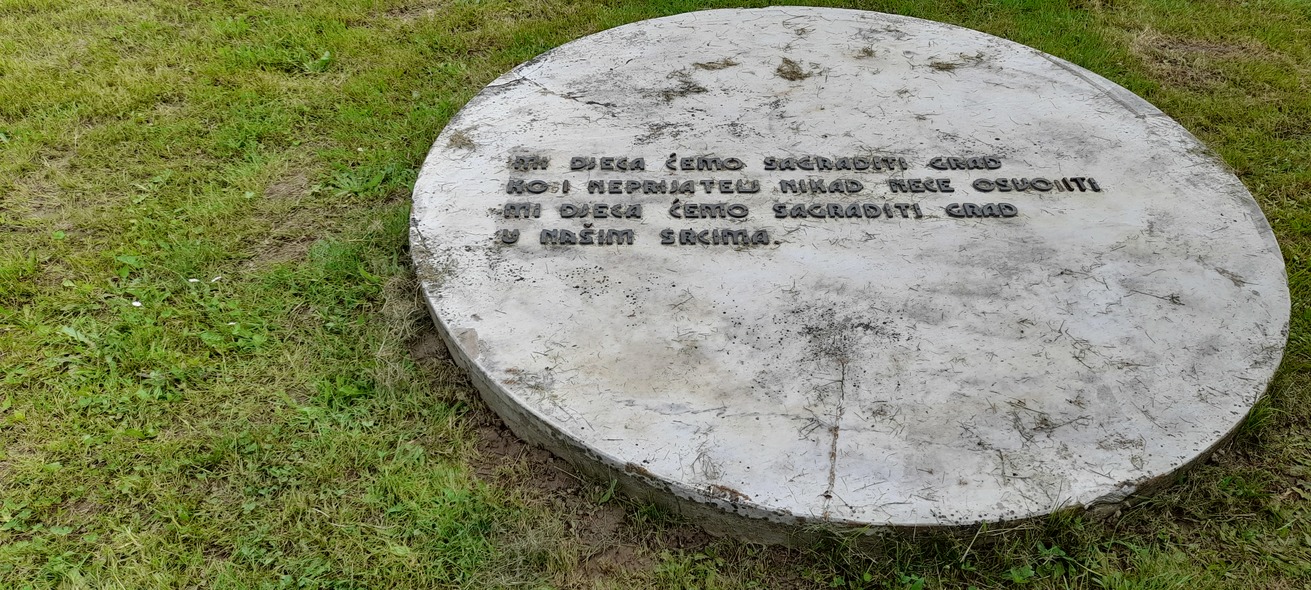 MI DJECA ĆEMO SAGRADITI GRAD
KOJI NEPRIJATELJ NIKAD NEĆE OSVOJITI
MI DJECA ĆEMO SAGRADITI GRAD
U NAŠIM SRCIMA.